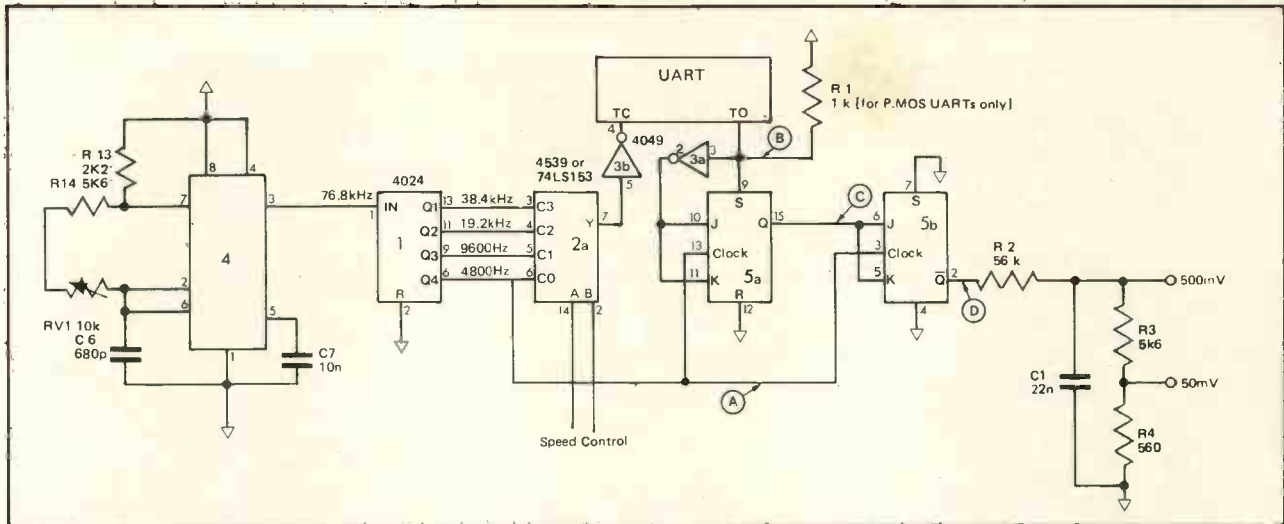 UART
TC
TO
R 1
1 k (for P.MOS UARTs only)
4
4049
3b
5
2
3
3a
B
R 13
2K2
R14 5K6
8
4
7
3
4
2
6
5
1
RV1 10k
C 6
680p
C7
10n
76.8kHz
1
4024
IN
1
Q1
Q2
Q3
Q4
R
2
13
38.4kHz
3
11
19.2kHz
4
9
9600Hz
5
6
4800Hz
6
4539 or
74LS153
C3
C2
C1
C0
Y
7
2a
A B
14
2
Speed Control
9
S
10
J
Q
15
13
Clock
11
K
5a
R
12
C
A
7
S
6
J
5b
3
Clock
5
K
Q
2
4
D
R 2
56 k
500mV
R3
5k6
50mV
C1
22n
R4
560